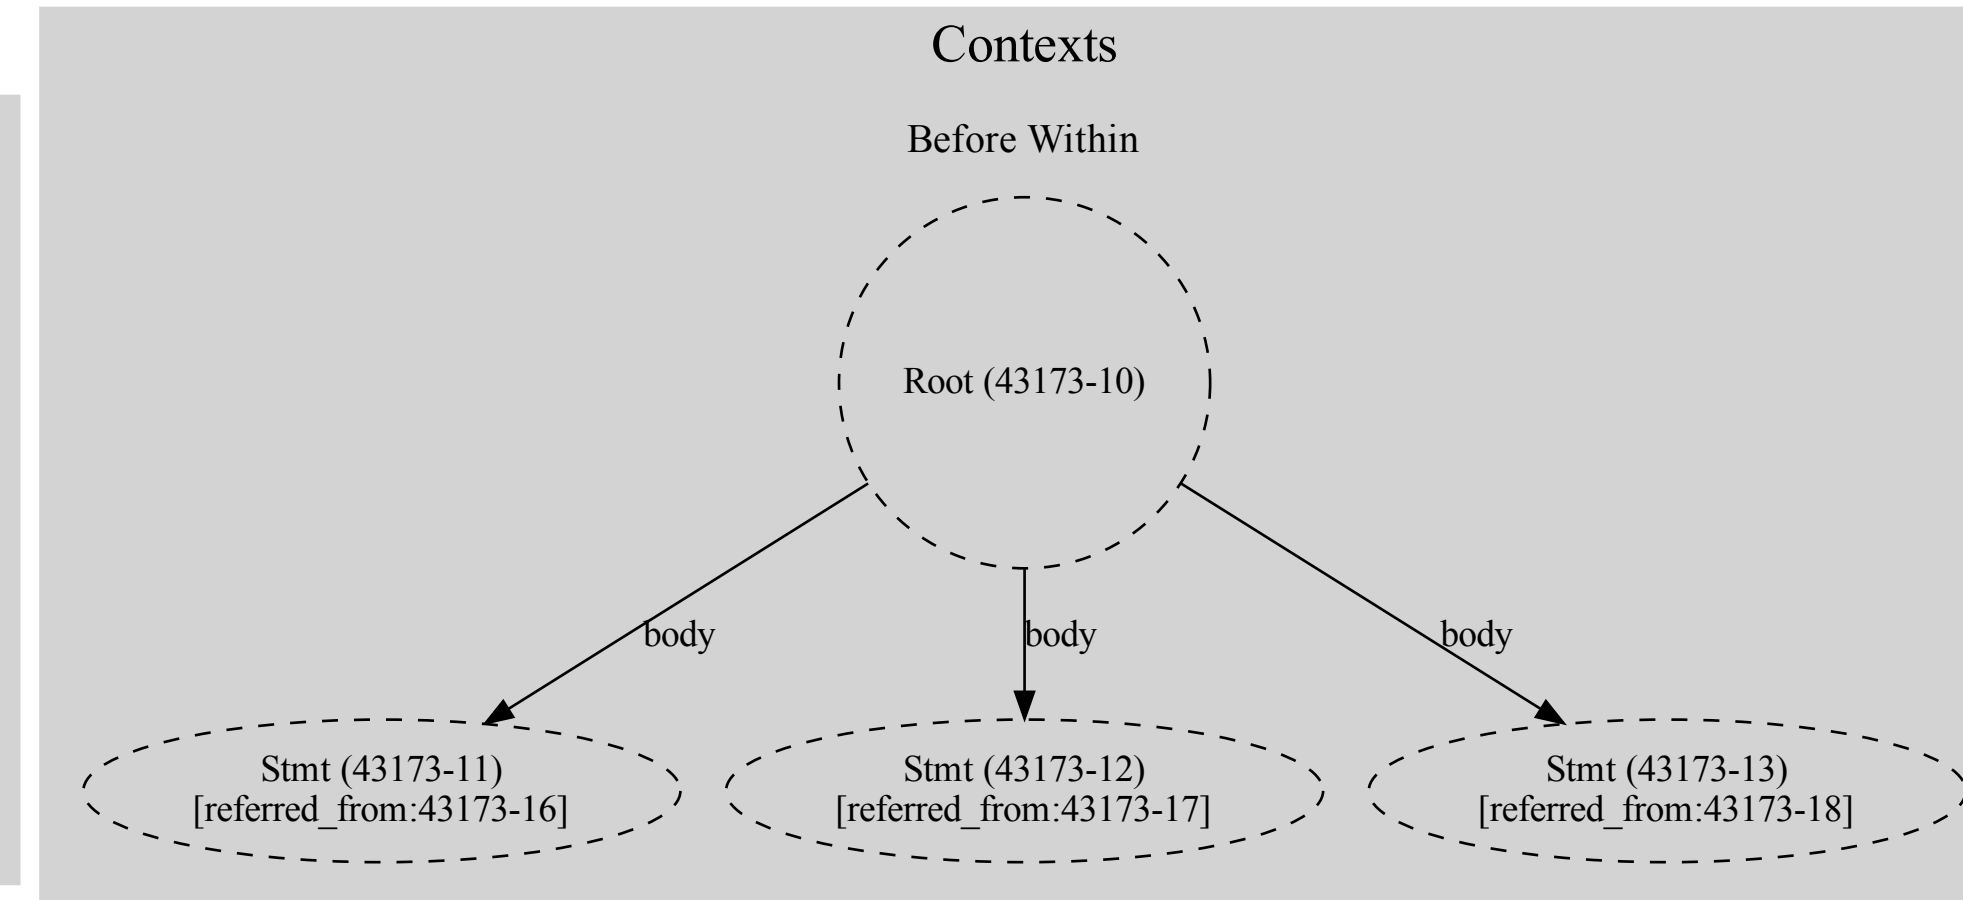 Contexts
Before Within
Root (43173-10)
body
body
body
Stmt (43173-11)
[referred_from:43173-16]
Stmt (43173-12)
[referred_from:43173-17]
Stmt (43173-13)
[referred_from:43173-18]